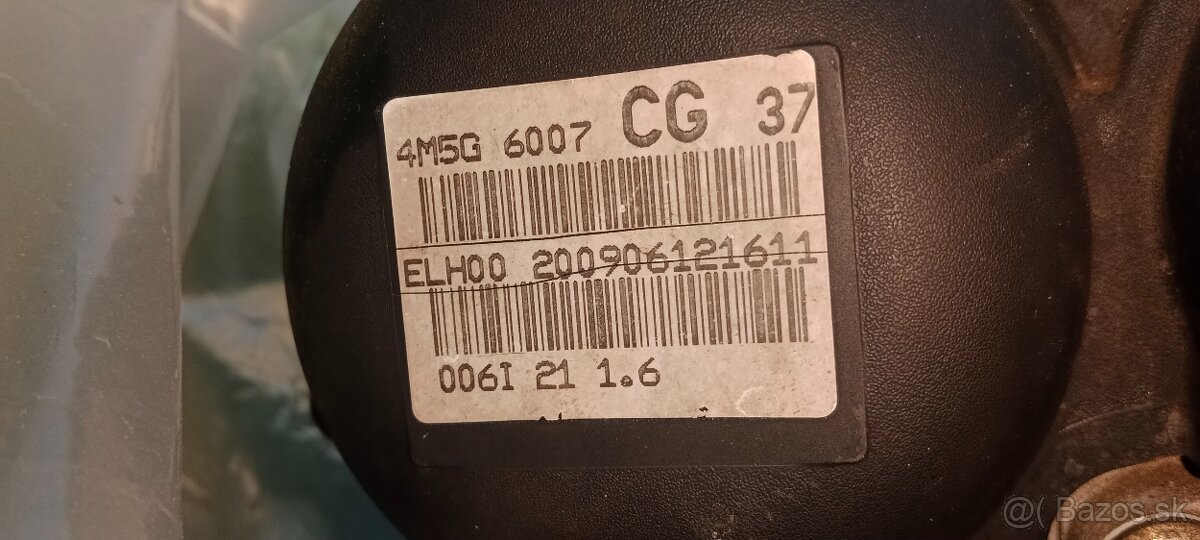 4M5G 6007 CG 37
ELH00 200906121611
006I 21 1.6
@( Bazos.sk